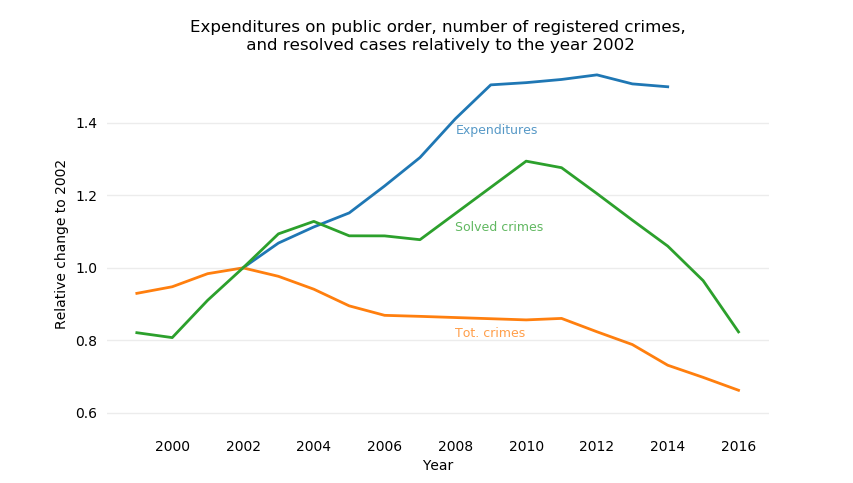 Expenditures on public order, number of registered crimes,
and resolved cases relatively to the year 2002
1.4
Expenditures
1.2
Solved crimes
Relative change to 2002
1.0
0.8
Tot. crimes
0.6
2000 2002 2004 2006 2008 2010 2012 2014 2016
Year